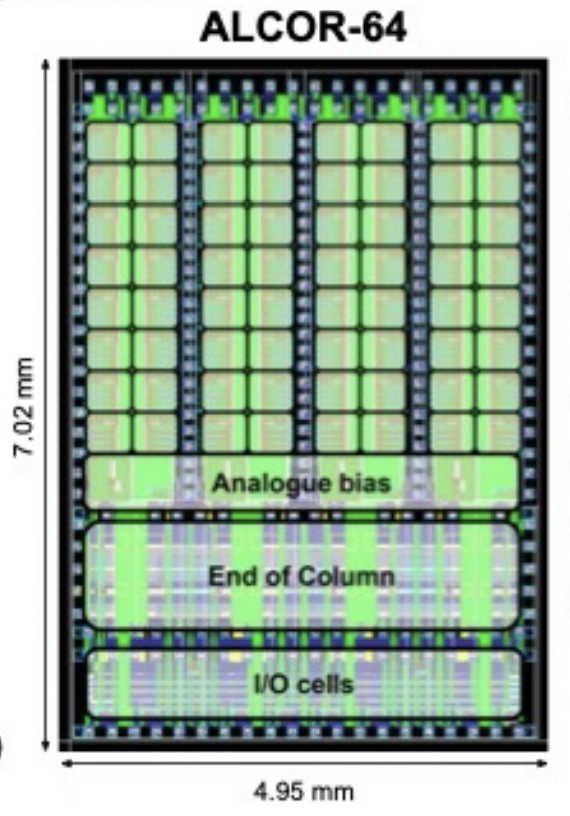 ALCOR-64
7.02 mm
Analogue bias
End of Column
I/O cells
)
4.95 mm